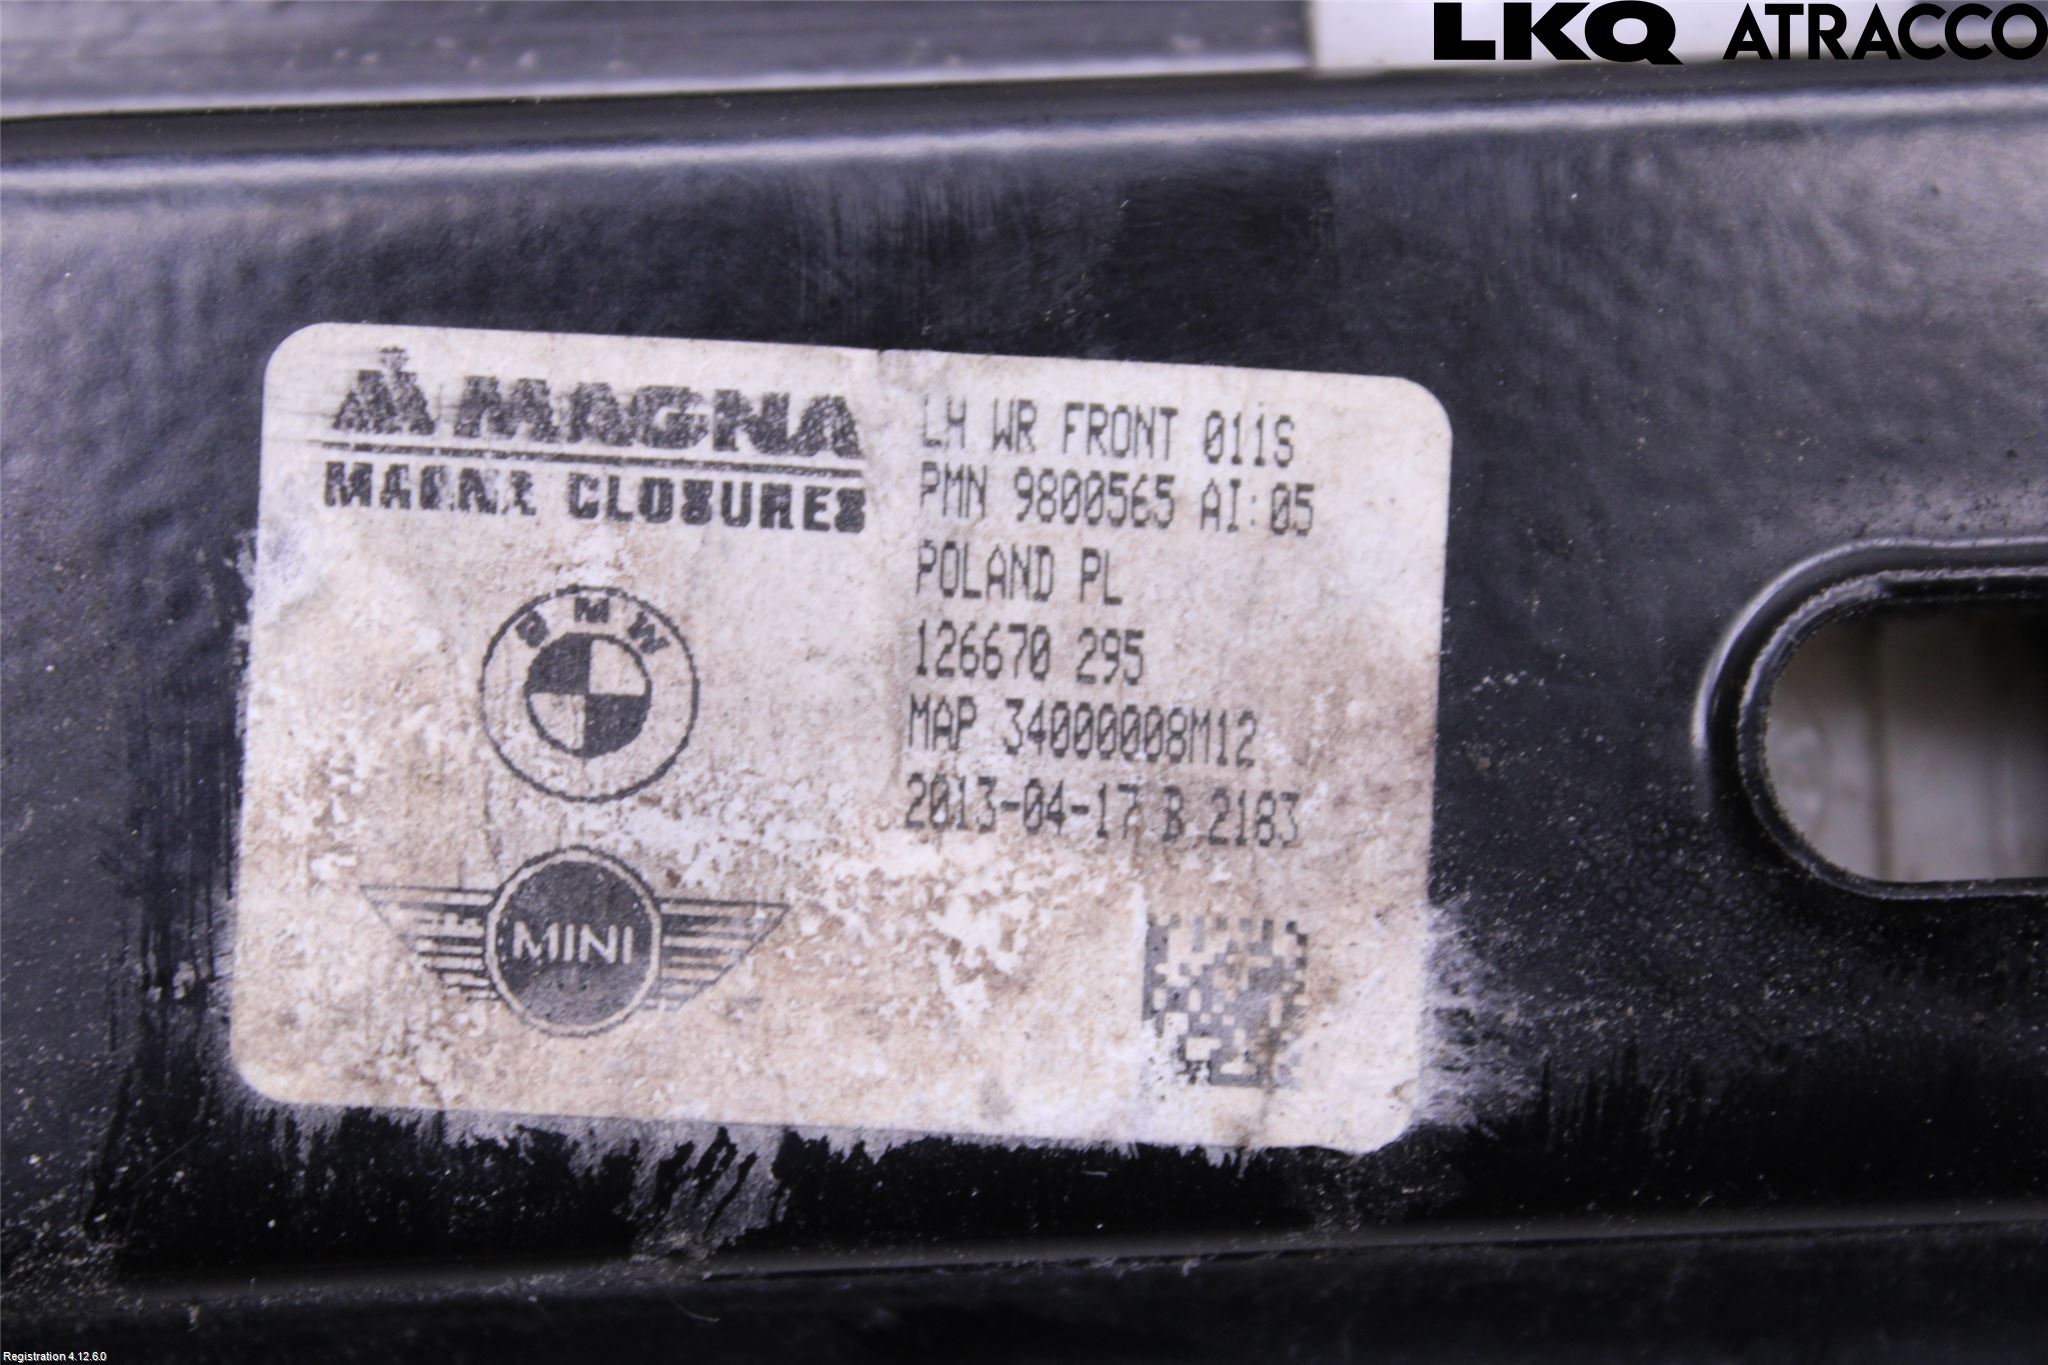 LKQ ATRACCO
MAGNA
MAGNA CLOSURES
LH WR FRONT 011S
PMN 9800565 AI:05
POLAND PL
126670 295
MAP 34000008M12
2013-04-17 B 2183
BMW
MINI
Registration 4.12.6.0